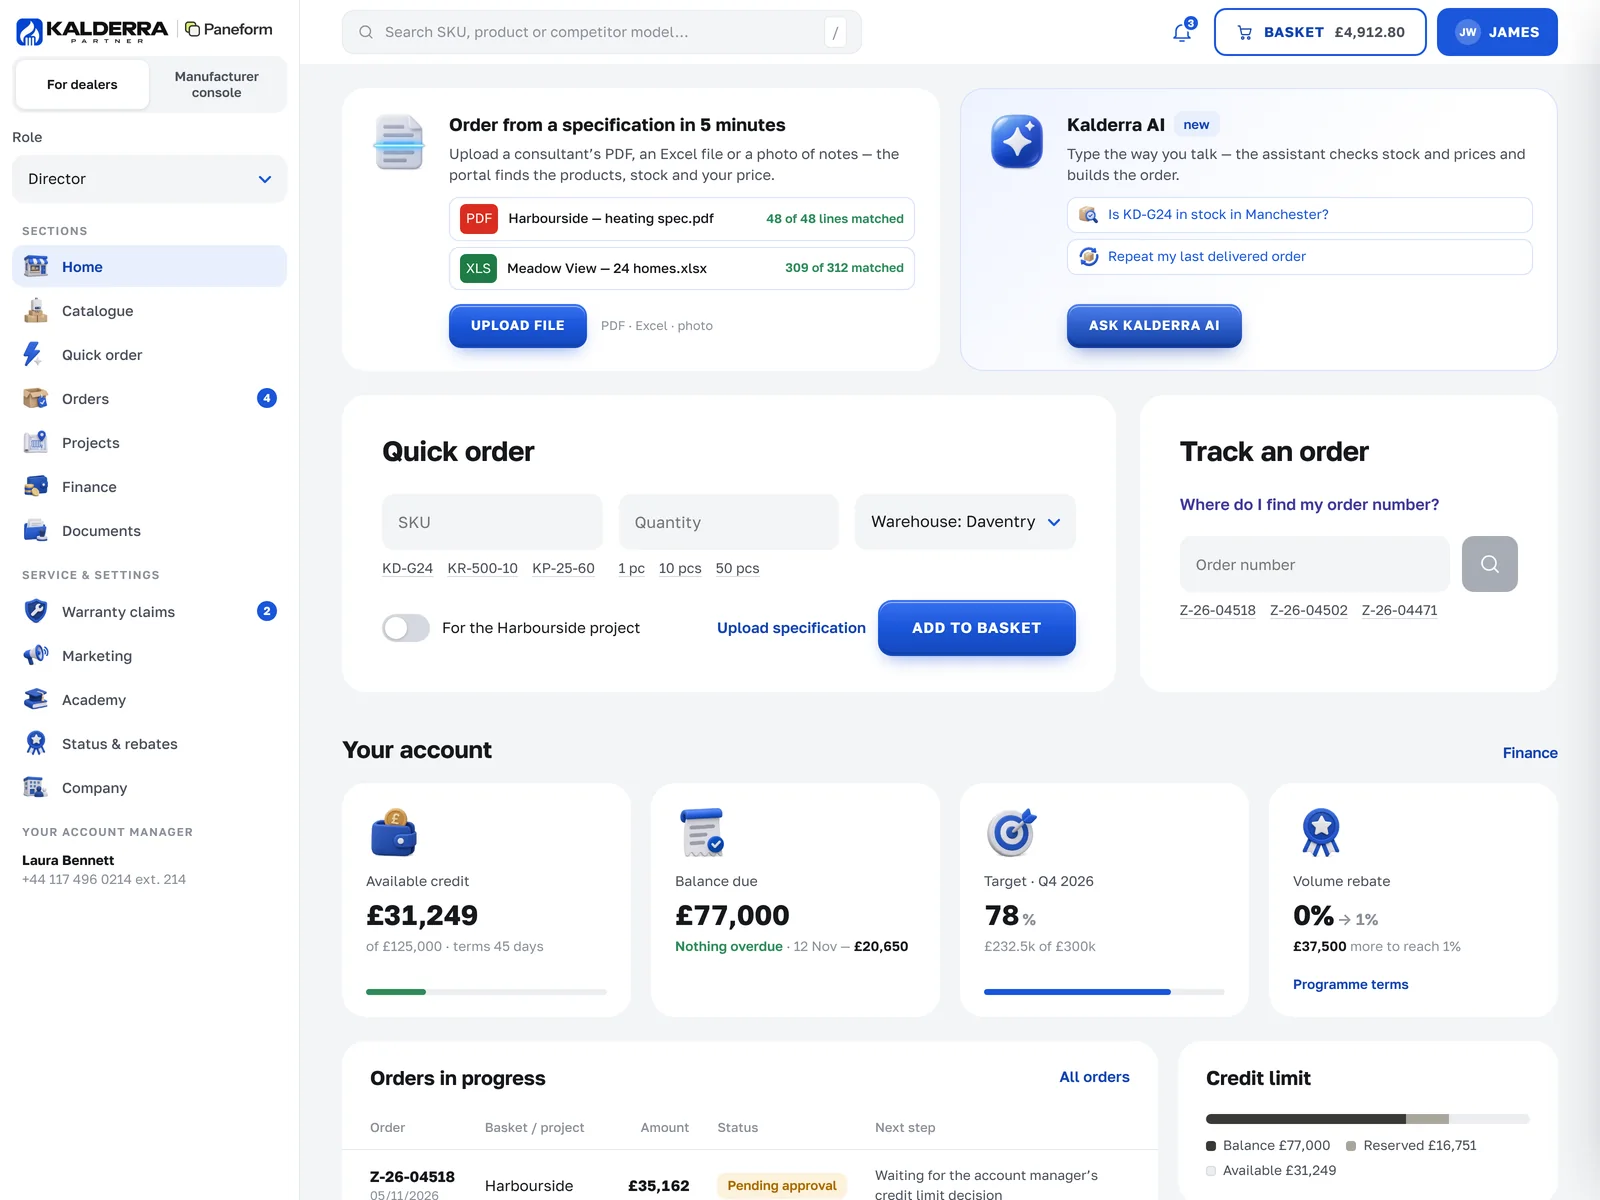 KALDERRA
PARTNER
Paneform
For dealers
Manufacturer
console
Role
Director
SECTIONS
Home
Catalogue
Quick order
Orders
4
Projects
Finance
Documents
SERVICE & SETTINGS
Warranty claims
2
Marketing
Academy
Status & rebates
Company
YOUR ACCOUNT MANAGER
Laura Bennett
+44 117 496 0214 ext. 214
Search SKU, product or competitor model…
/
3
BASKET £4,912.80
JW
JAMES
Order from a specification in 5 minutes
Upload a consultant’s PDF, an Excel file or a photo of notes — the
portal finds the products, stock and your price.
PDF
Harbourside — heating spec.pdf
48 of 48 lines matched
XLS
Meadow View — 24 homes.xlsx
309 of 312 matched
UPLOAD FILE
PDF · Excel · photo
Kalderra AI
new
Type the way you talk — the assistant checks stock and prices and
builds the order.
Is KD-G24 in stock in Manchester?
Repeat my last delivered order
ASK KALDERRA AI
Quick order
SKU
Quantity
Warehouse: Daventry
KD-G24 KR-500-10 KP-25-60
1 pc 10 pcs 50 pcs
For the Harbourside project
Upload specification
ADD TO BASKET
Track an order
Where do I find my order number?
Order number
Z-26-04518 Z-26-04502 Z-26-04471
Your account
Finance
£
Available credit
£31,249
of £125,000 · terms 45 days
Balance due
£77,000
Nothing overdue · 12 Nov — £20,650
Target · Q4 2026
78 %
£232.5k of £300k
Volume rebate
0% → 1%
£37,500 more to reach 1%
Programme terms
Orders in progress
All orders
Order
Basket / project
Amount
Status
Next step
Z-26-04518
05/11/2026
Harbourside
£35,162
Pending approval
Waiting for the account manager’s
credit limit decision
Credit limit
Balance £77,000
Reserved £16,751
Available £31,249